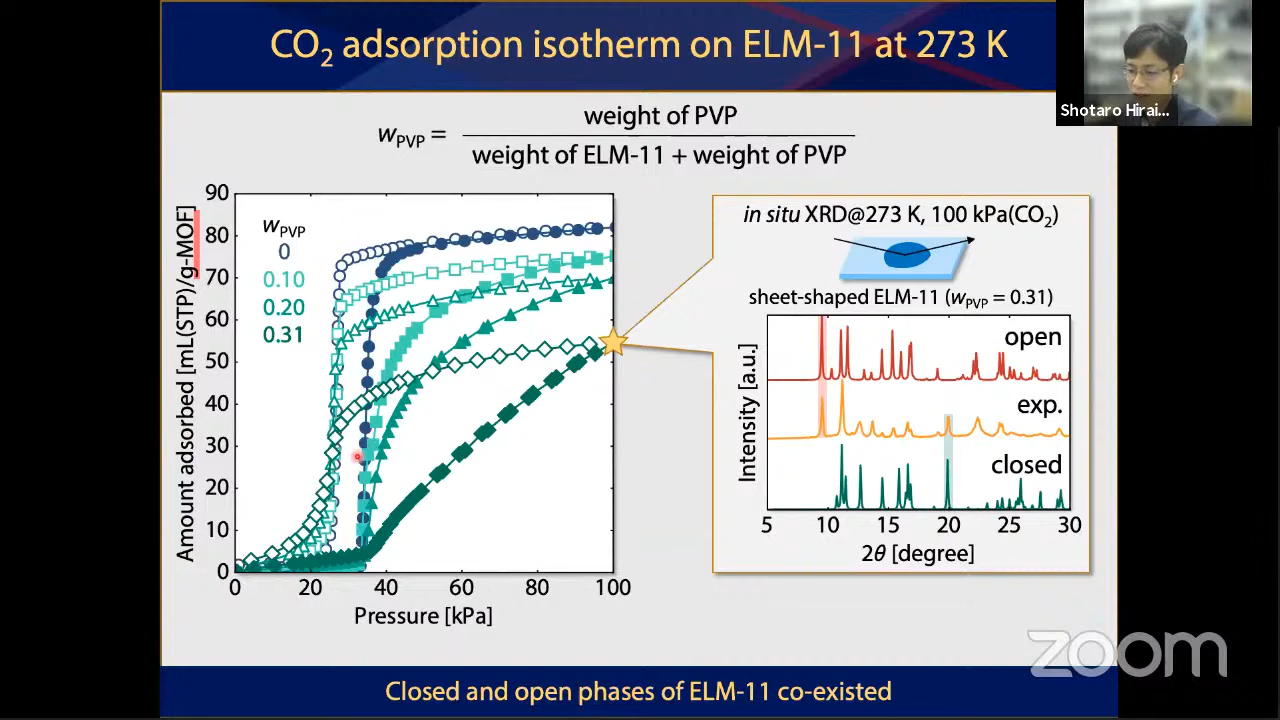 CO₂ adsorption isotherm on ELM-11 at 273 K
Shotaro Hirai...
wPVP = weight of PVP
weight of ELM-11 + weight of PVP
Amount adsorbed [mL(STP)/g-MOF]
90
80
70
60
50
40
30
20
10
0
wPVP
0
0.10
0.20
0.31
0 20 40 60 80 100
Pressure [kPa]
in situ XRD@273 K, 100 kPa(CO₂)
sheet-shaped ELM-11 (wPVP = 0.31)
Intensity [a.u.]
open
exp.
closed
5 10 15 20 25 30
2θ [degree]
zoom
Closed and open phases of ELM-11 co-existed